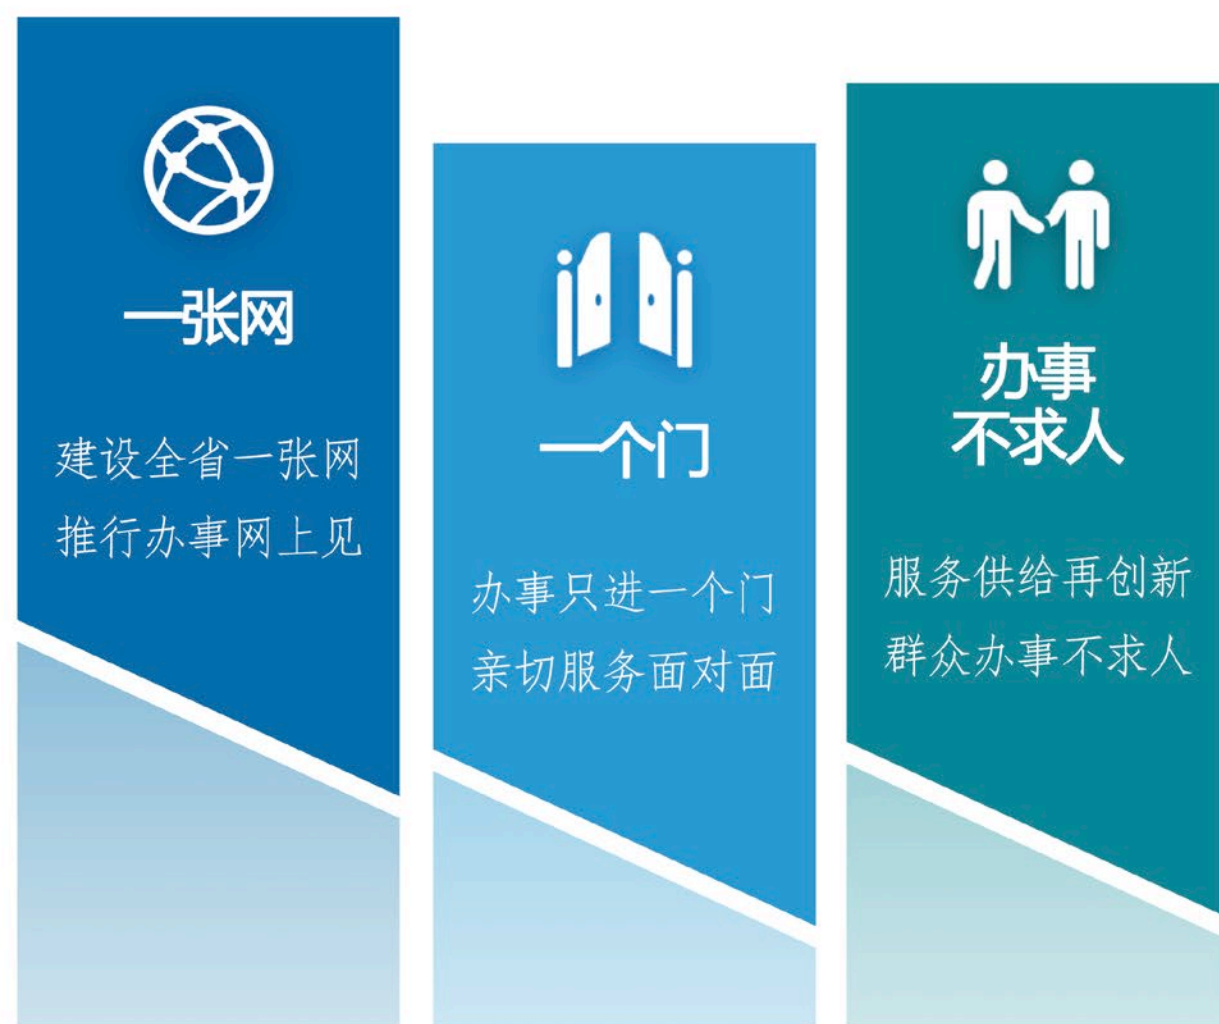 一张网
建设全省一张网
推行办事网上见
一个门
办事只进一个门
亲切服务面对面
办事
不求人
服务供给再创新
群众办事不求人